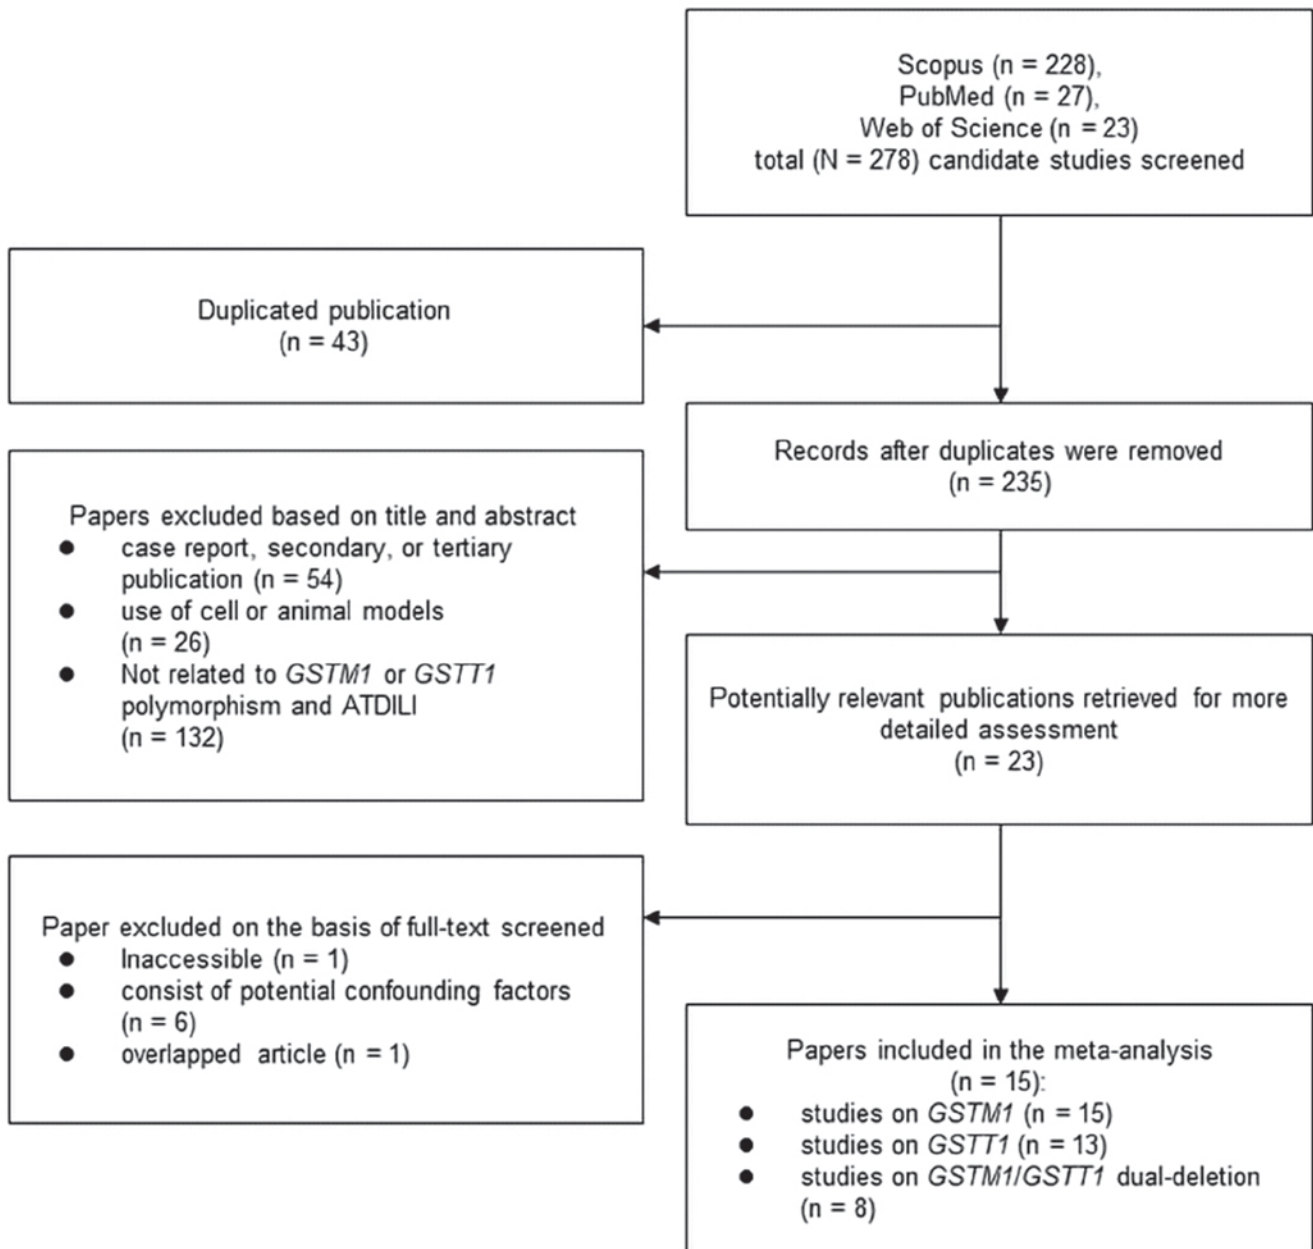 Scopus (n = 228),
PubMed (n = 27),
Web of Science (n = 23)
total (N = 278) candidate studies screened
Duplicated publication
(n = 43)
Records after duplicates were removed
(n = 235)
Papers excluded based on title and abstract
● case report, secondary, or tertiary
publication (n = 54)
● use of cell or animal models
(n = 26)
● Not related to GSTM1 or GSTT1
polymorphism and ATDILI
(n = 132)
Potentially relevant publications retrieved for more
detailed assessment
(n = 23)
Paper excluded on the basis of full-text screened
● Inaccessible (n = 1)
● consist of potential confounding factors
(n = 6)
● overlapped article (n = 1)
Papers included in the meta-analysis
(n = 15):
● studies on GSTM1 (n = 15)
● studies on GSTT1 (n = 13)
● studies on GSTM1/GSTT1 dual-deletion
(n = 8)